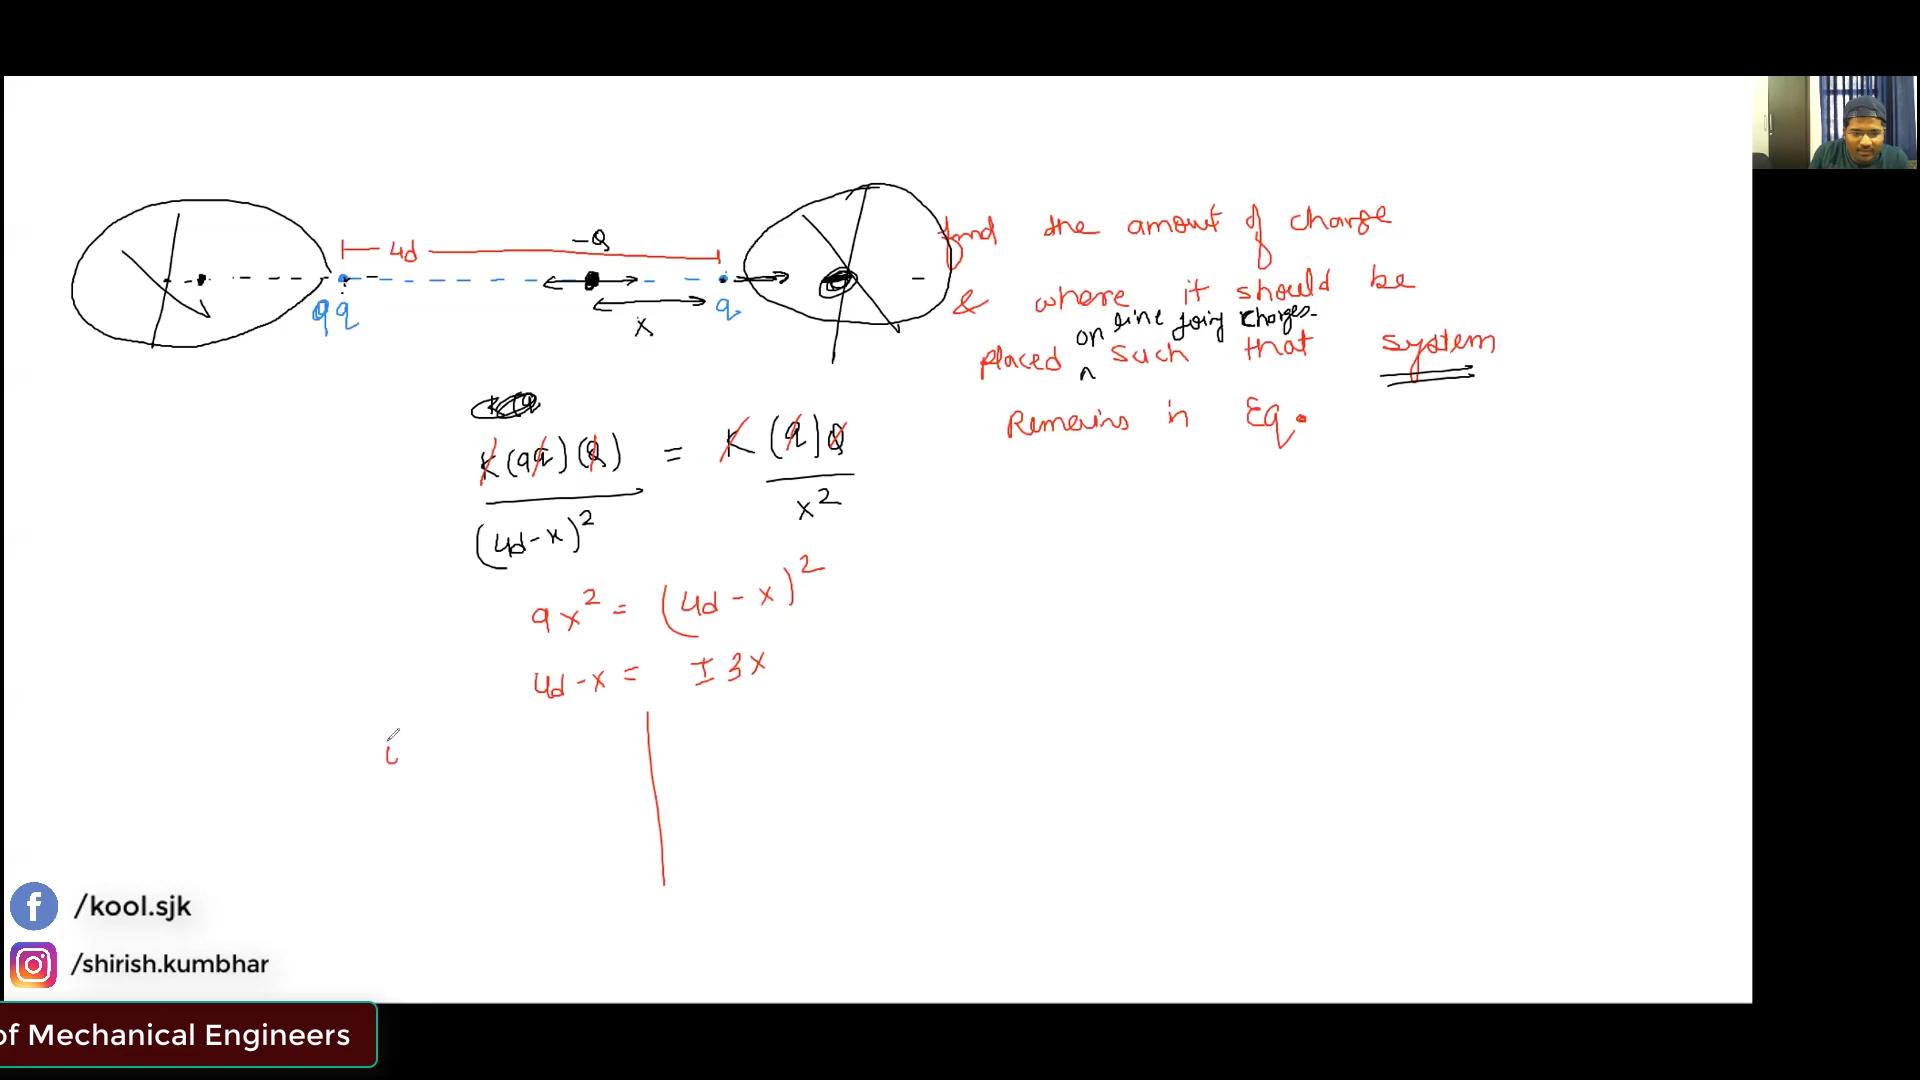 -Q
4d
9q
q
x
find the amount of charge
& where it should be
on line joing charges.
placed ^ such that system
Remains in Eq.
K(9q)(Q) / (4d-x)² = K(q)Q / x²
9x² = (4d-x)²
4d-x = ±3x
/kool.sjk
/shirish.kumbhar
of Mechanical Engineers